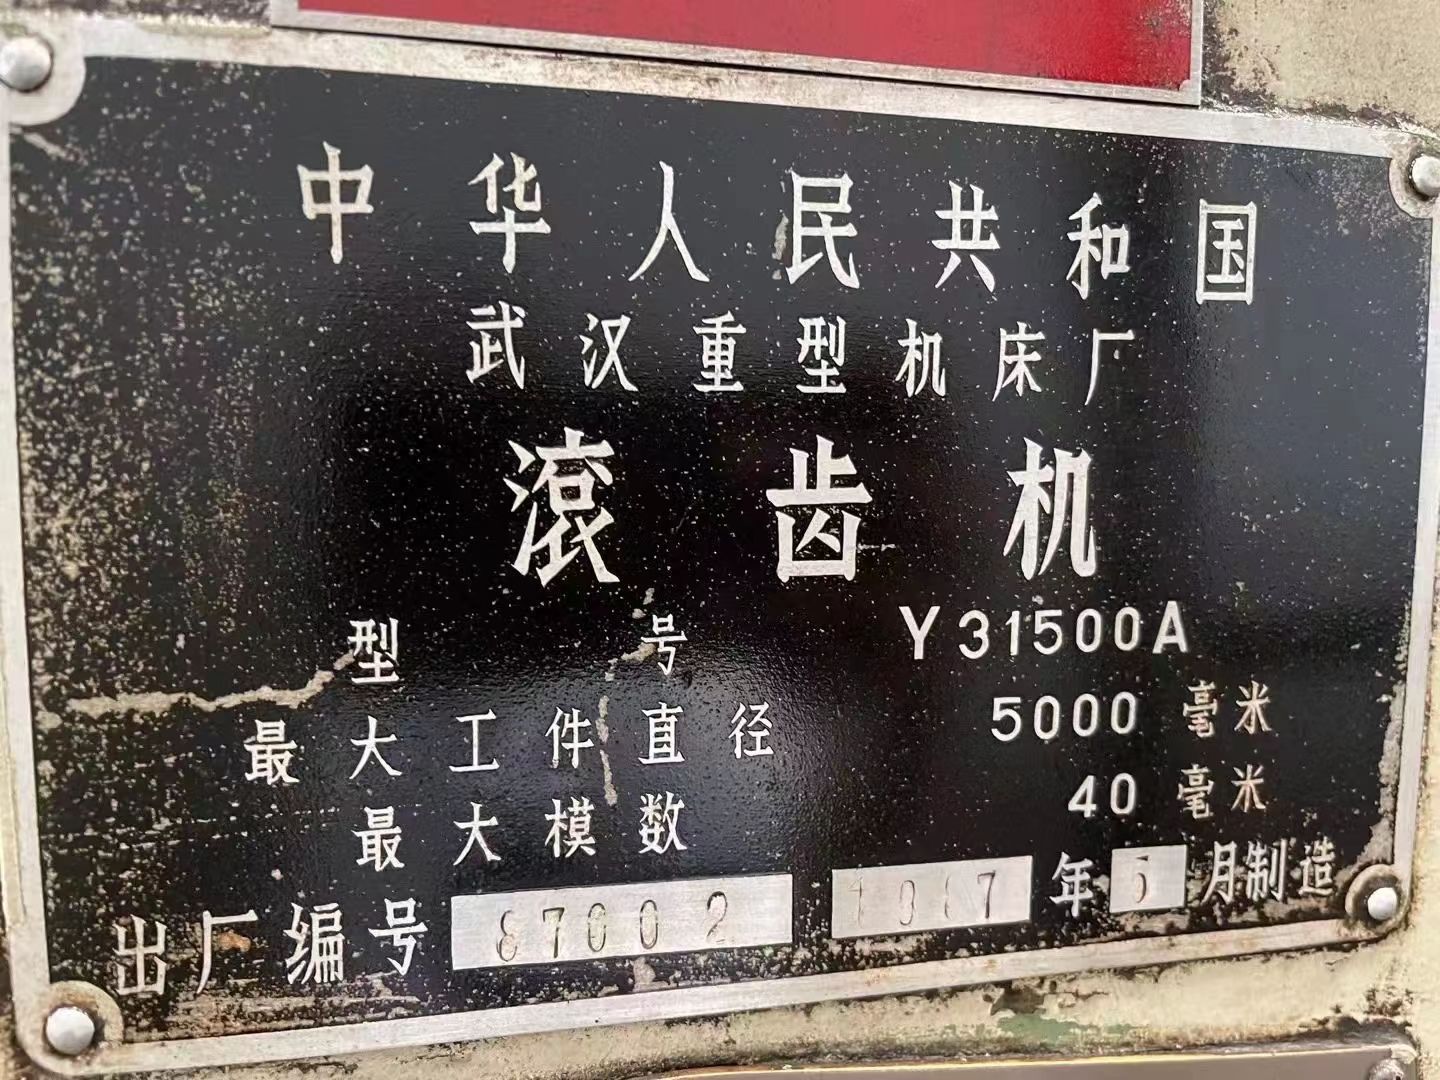 中华人民共和国
武汉重型机床厂
滚齿机
型号 Y31500A
最大工件直径 5000 毫米
最大模数 40 毫米
出厂编号 87002 1987 年 5 月制造